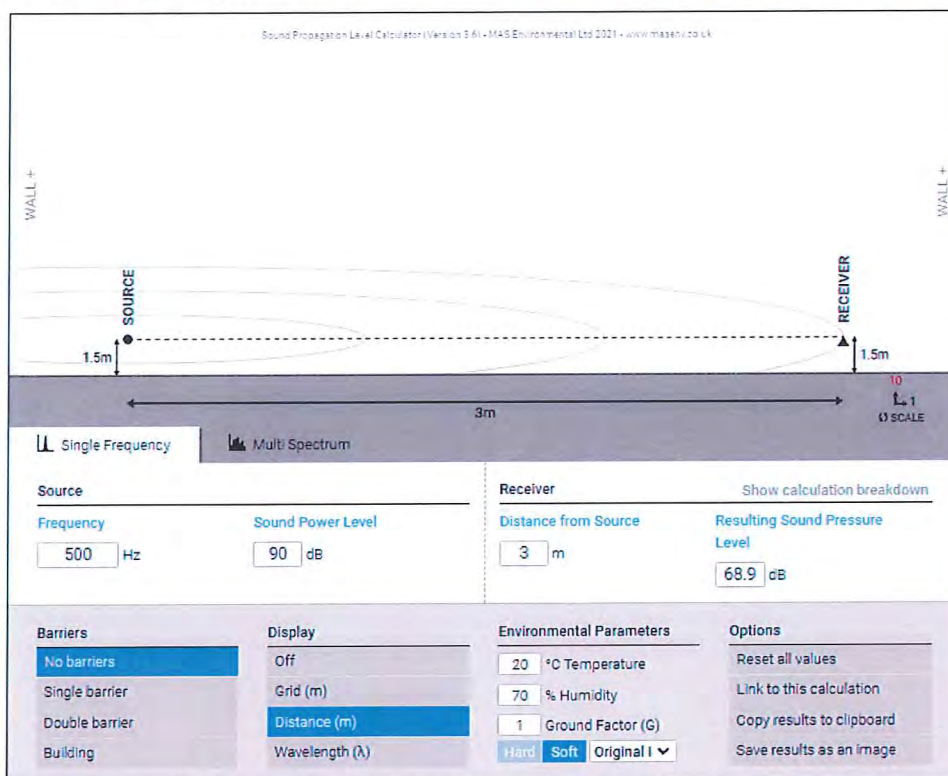 Sound Propagation Level Calculator (Version 3.6) - MAS Environmental Ltd 2021 - www.masenv.co.uk
WALL +
WALL +
SOURCE
RECEIVER
1.5m
1.5m
3m
10
1
SCALE
Single Frequency
Multi Spectrum
Source
Receiver
Show calculation breakdown
Frequency
Sound Power Level
Distance from Source
Resulting Sound Pressure
Level
500 Hz
90 dB
3 m
68.9 dB
Barriers
Display
Environmental Parameters
Options
No barriers
Off
20 °C Temperature
Reset all values
Single barrier
Grid (m)
70 % Humidity
Link to this calculation
Double barrier
Distance (m)
1 Ground Factor (G)
Copy results to clipboard
Building
Wavelength (λ)
Hard Soft Original I
Save results as an image